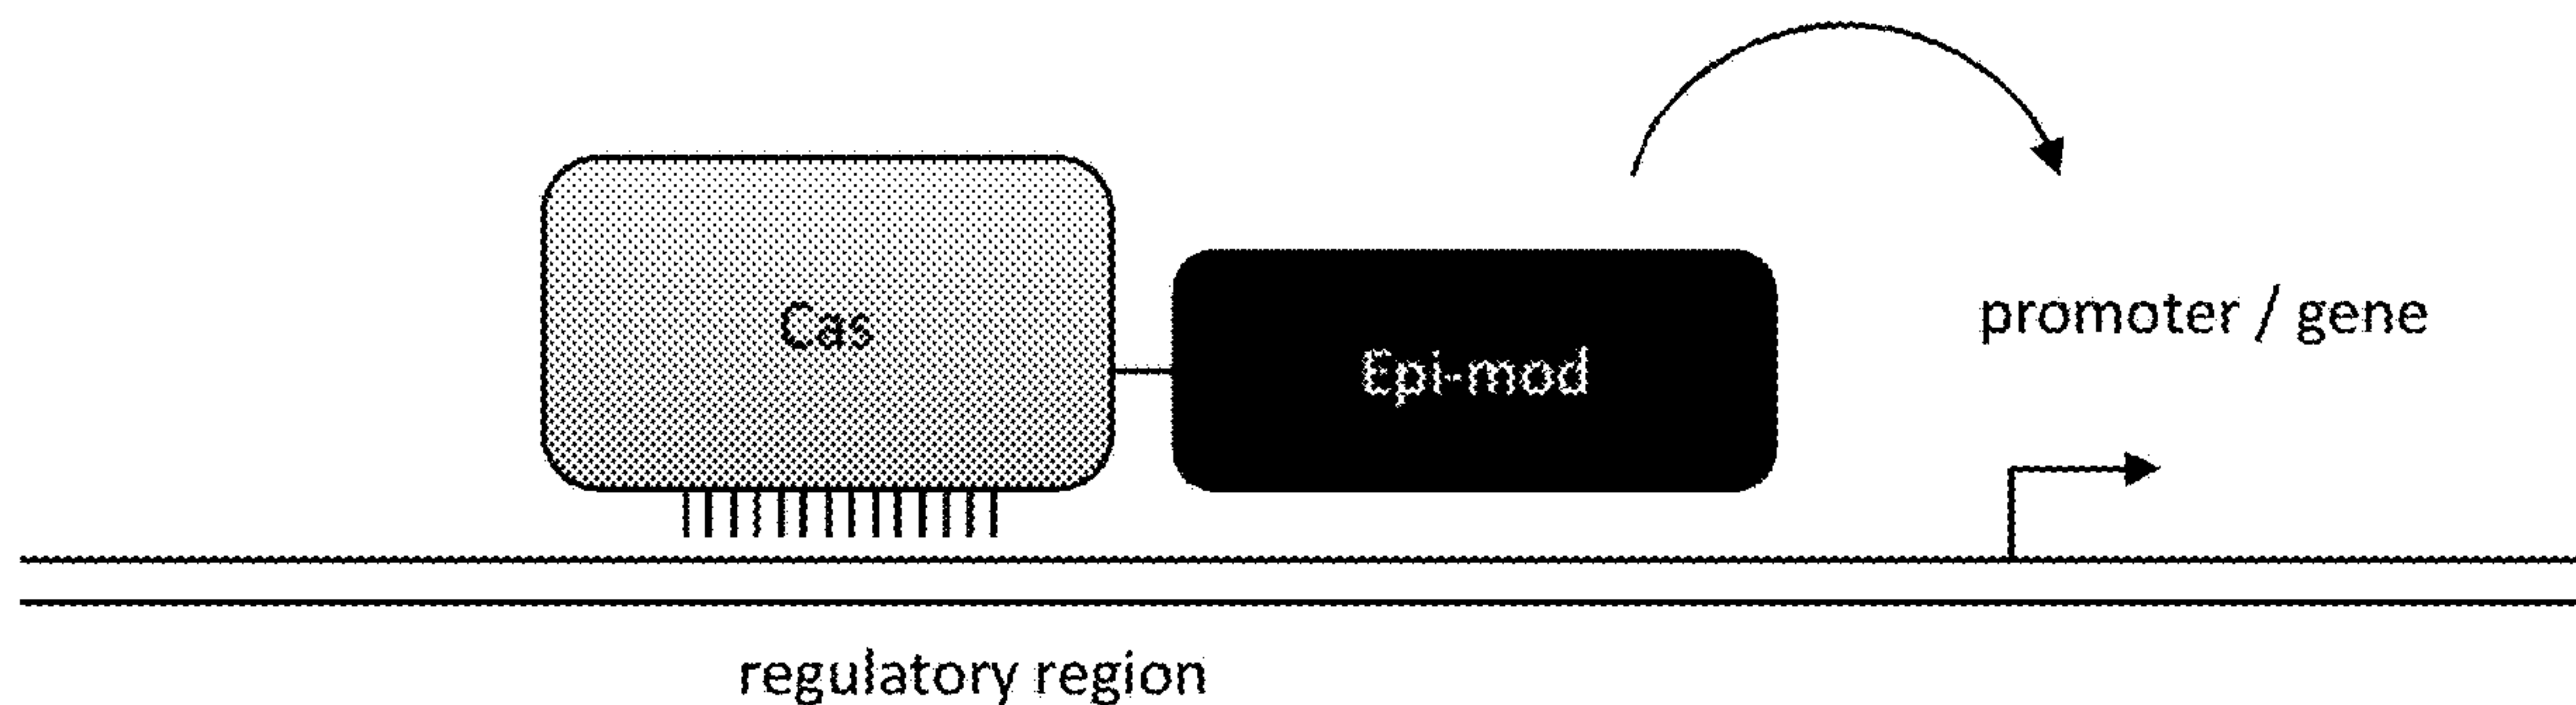 Cas
Epi-mod
promoter / gene
regulatory region